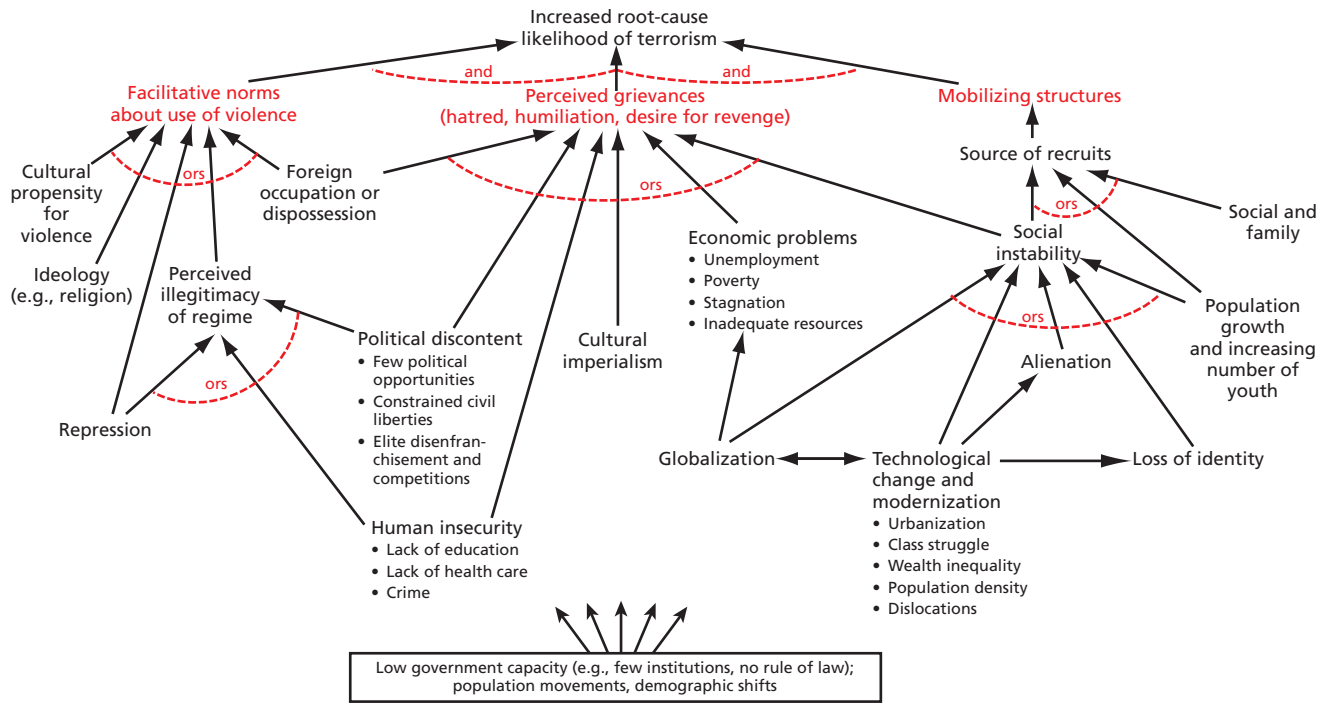 Increased root-cause
likelihood of terrorism
and
and
Facilitative norms
about use of violence
Perceived grievances
(hatred, humiliation, desire for revenge)
Mobilizing structures
ors
Cultural
propensity
for
violence
Foreign
occupation or
dispossession
ors
Source of recruits
ors
Social and
family
Ideology
(e.g., religion)
Perceived
illegitimacy
of regime
Economic problems
• Unemployment
• Poverty
• Stagnation
• Inadequate resources
Social
instability
ors
Population
growth
and increasing
number of
youth
ors
Political discontent
• Few political
opportunities
• Constrained civil
liberties
• Elite disenfran-
chisement and
competitions
Cultural
imperialism
Alienation
Repression
Globalization
Technological
change and
modernization
• Urbanization
• Class struggle
• Wealth inequality
• Population density
• Dislocations
Loss of identity
Human insecurity
• Lack of education
• Lack of health care
• Crime
Low government capacity (e.g., few institutions, no rule of law);
population movements, demographic shifts